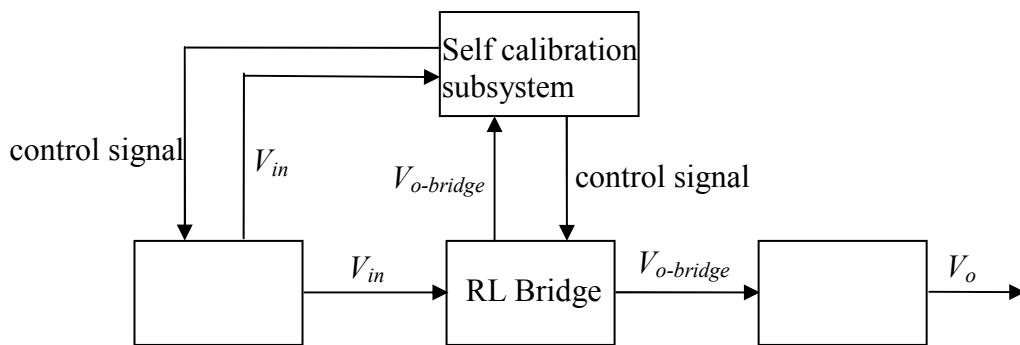 Self calibration
subsystem
control signal
V_in
V_o-bridge
control signal
V_in
RL Bridge
V_o-bridge
V_o